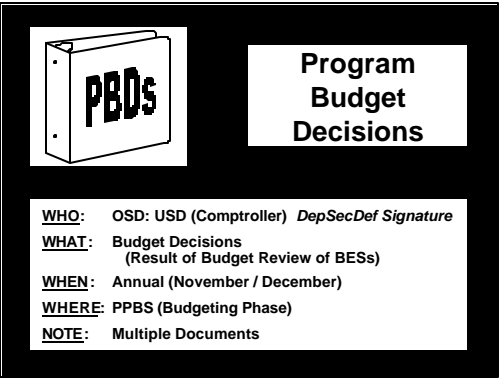 PBDs
Program
Budget
Decisions
WHO: OSD: USD (Comptroller) DepSecDef Signature
WHAT: Budget Decisions
(Result of Budget Review of BESs)
WHEN: Annual (November / December)
WHERE: PPBS (Budgeting Phase)
NOTE: Multiple Documents